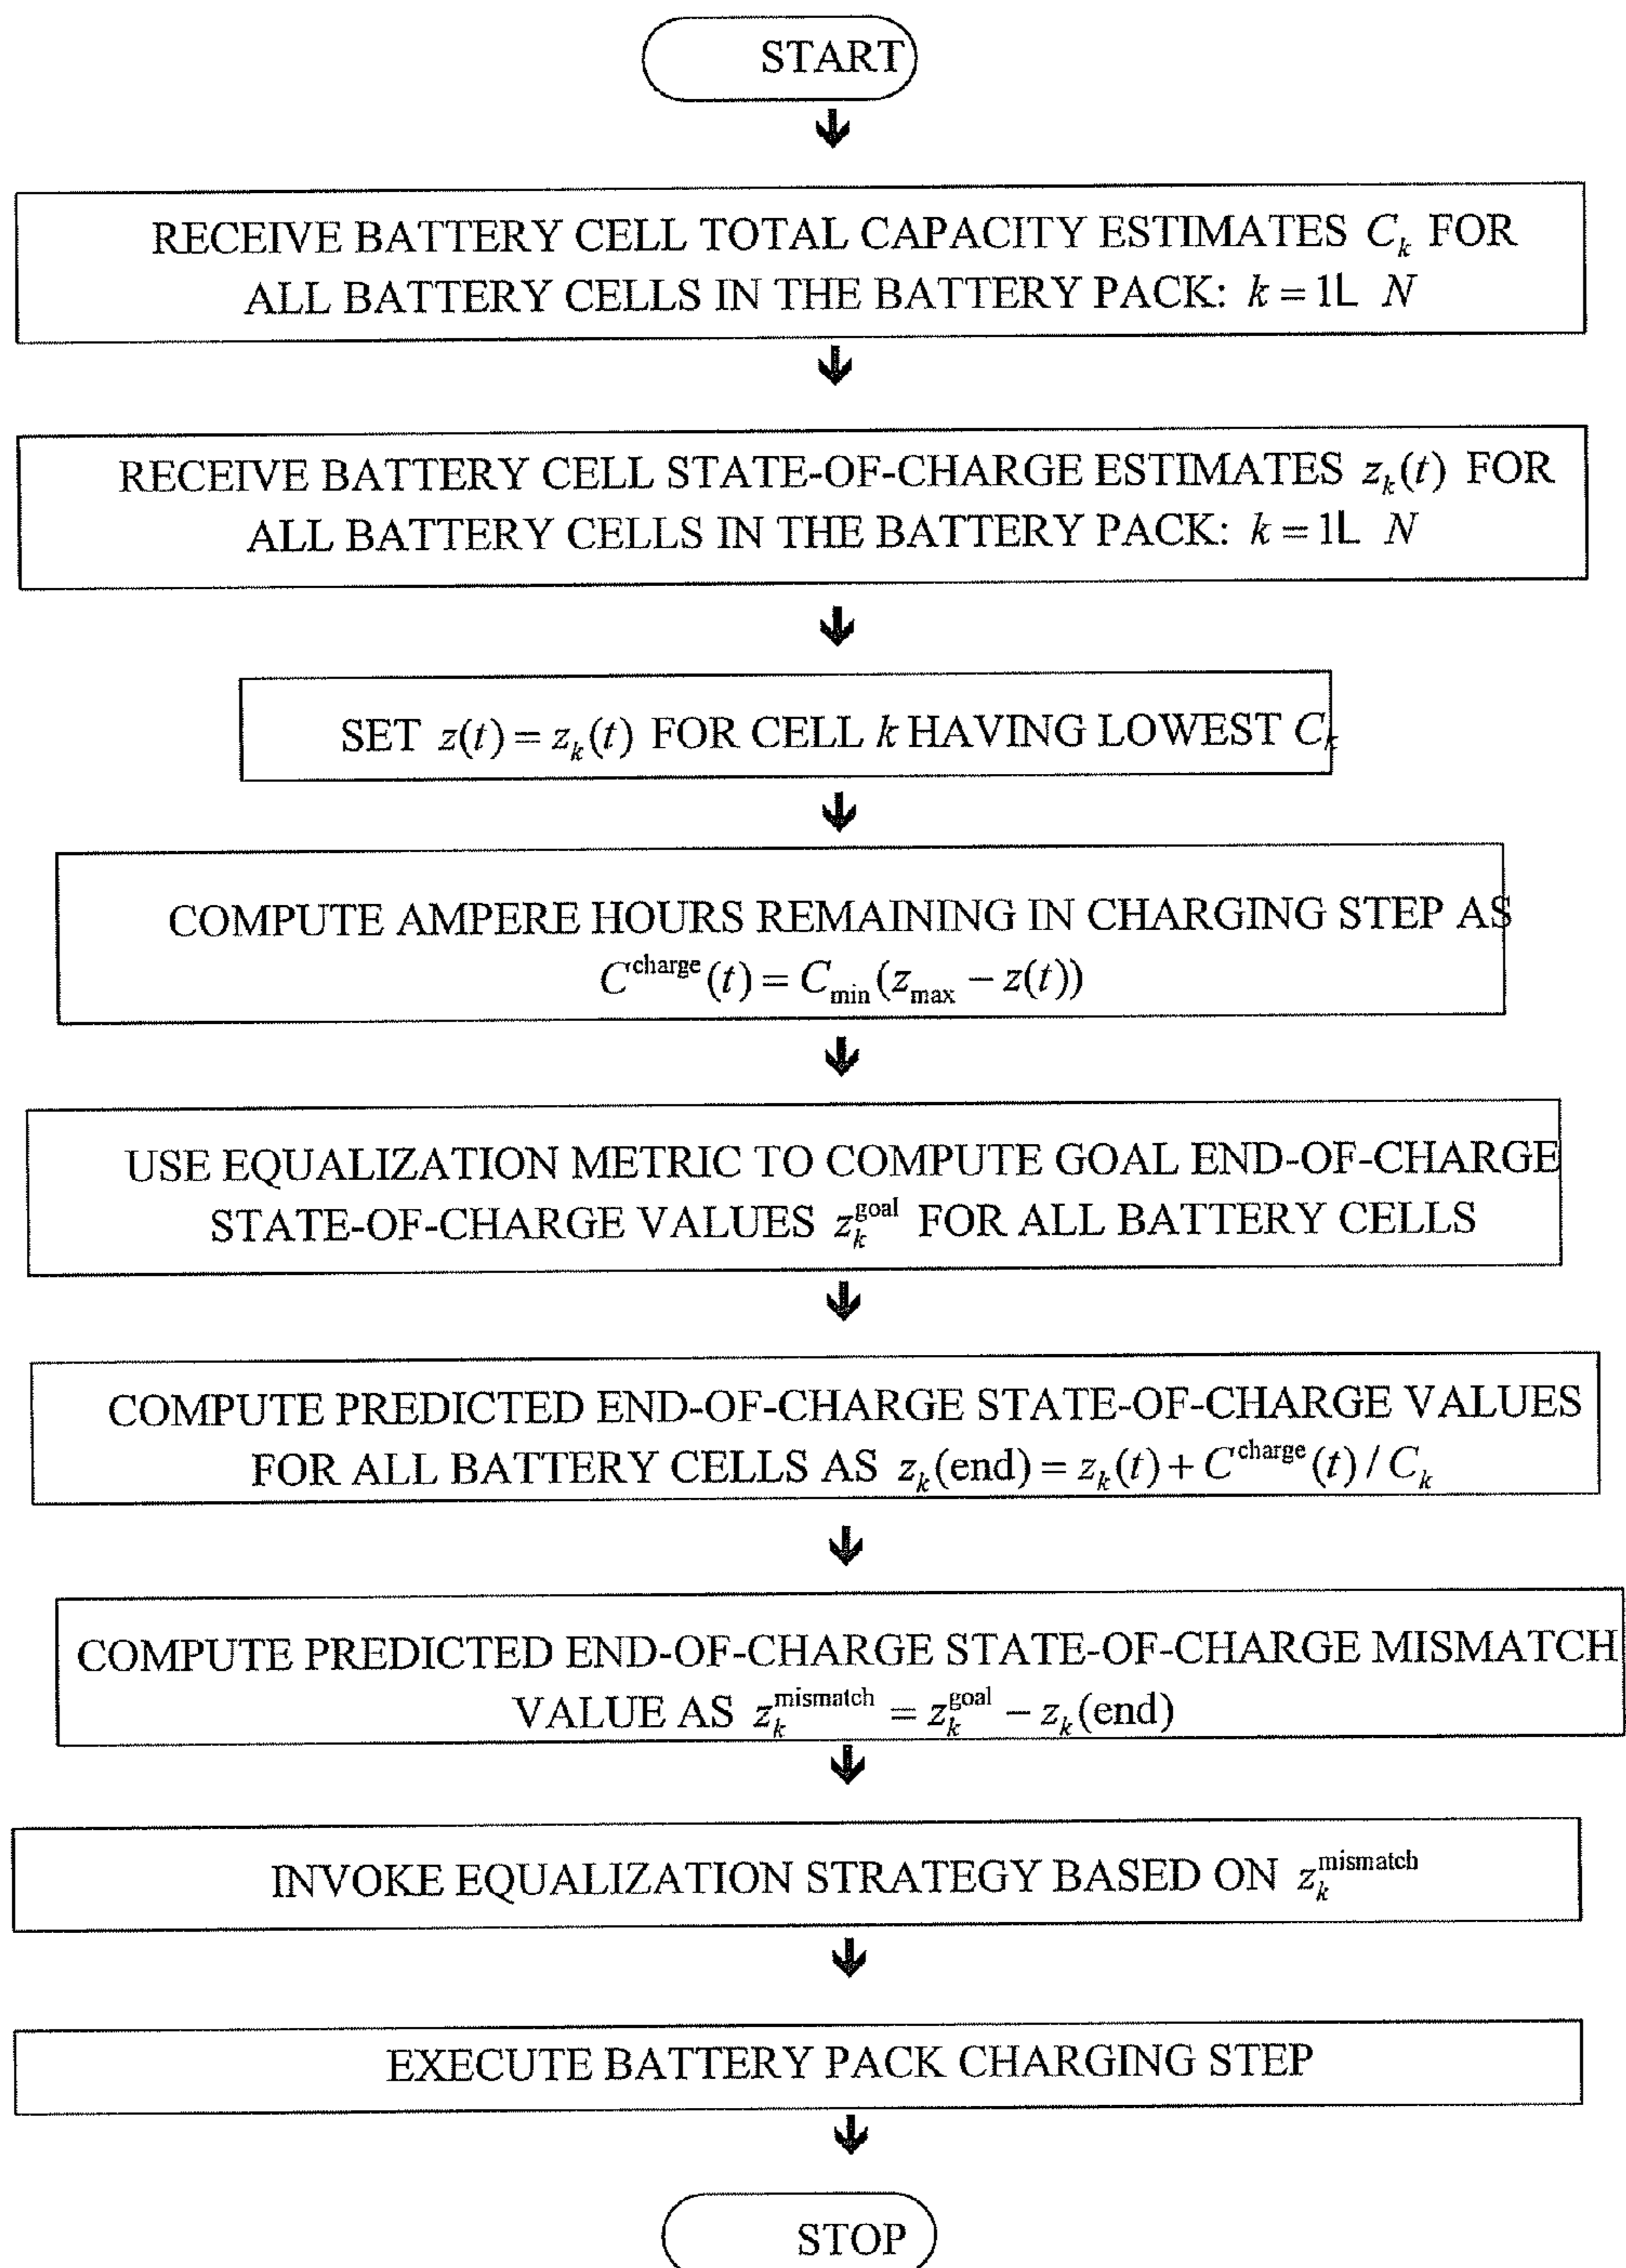 START
RECEIVE BATTERY CELL TOTAL CAPACITY ESTIMATES C_k FOR
ALL BATTERY CELLS IN THE BATTERY PACK: k = 1L N
RECEIVE BATTERY CELL STATE-OF-CHARGE ESTIMATES z_k(t) FOR
ALL BATTERY CELLS IN THE BATTERY PACK: k = 1L N
SET z(t) = z_k(t) FOR CELL k HAVING LOWEST C_k
COMPUTE AMPERE HOURS REMAINING IN CHARGING STEP AS
C^charge(t) = C_min(z_max − z(t))
USE EQUALIZATION METRIC TO COMPUTE GOAL END-OF-CHARGE
STATE-OF-CHARGE VALUES z_k^goal FOR ALL BATTERY CELLS
COMPUTE PREDICTED END-OF-CHARGE STATE-OF-CHARGE VALUES
FOR ALL BATTERY CELLS AS z_k(end) = z_k(t) + C^charge(t) / C_k
COMPUTE PREDICTED END-OF-CHARGE STATE-OF-CHARGE MISMATCH
VALUE AS z_k^mismatch = z_k^goal − z_k(end)
INVOKE EQUALIZATION STRATEGY BASED ON z_k^mismatch
EXECUTE BATTERY PACK CHARGING STEP
STOP